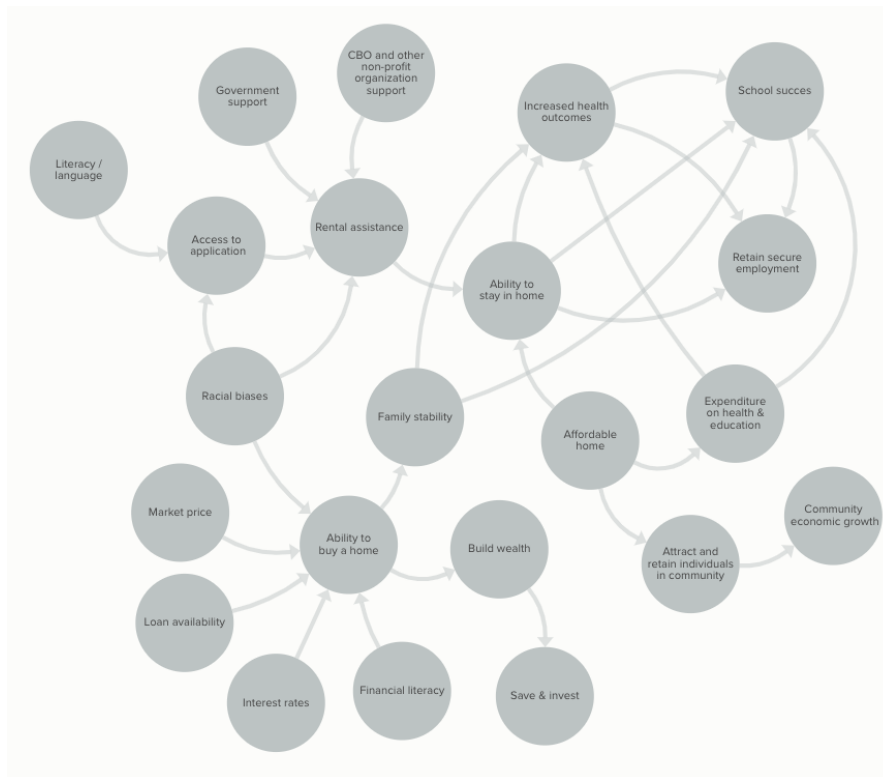 CBO and other
non-profit
organization
support
Government
support
School succes
Increased health
outcomes
Literacy /
language
Access to
application
Rental assistance
Retain secure
employment
Ability to
stay in home
Racial biases
Family stability
Expenditure
on health &
education
Affordable
home
Market price
Ability to
buy a home
Build wealth
Community
economic growth
Attract and
retain individuals
in community
Loan availability
Interest rates
Financial literacy
Save & invest